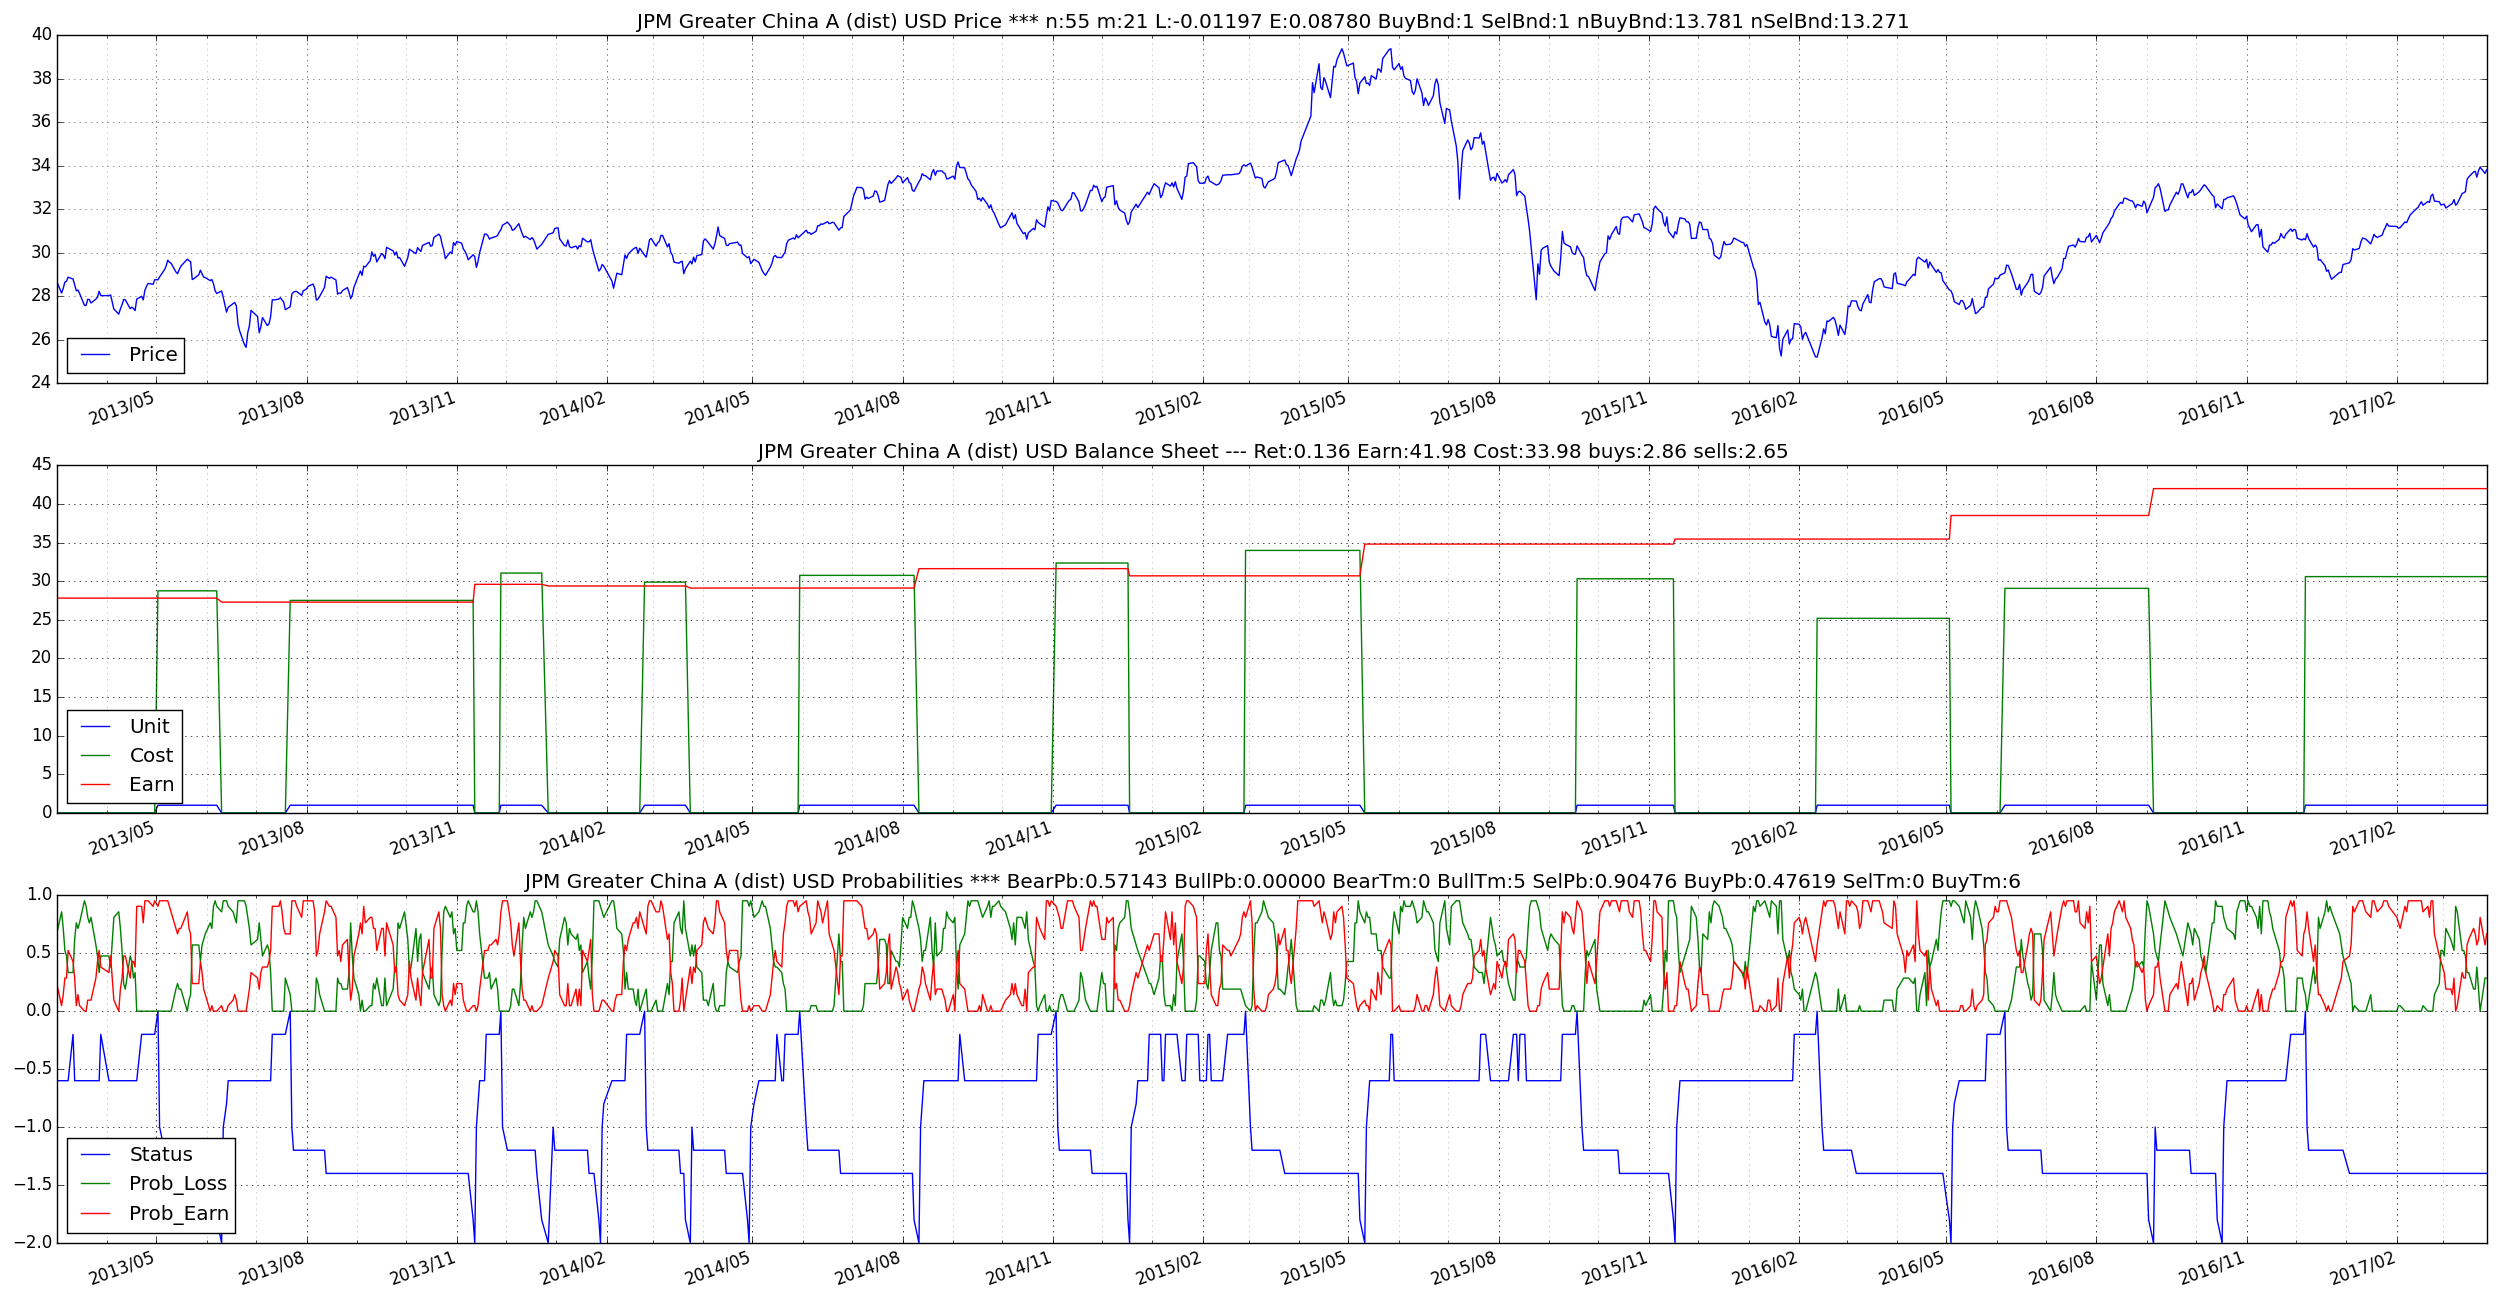 JPM Greater China A (dist) USD Price *** n:55 m:21 L:-0.01197 E:0.08780 BuyBnd:1 SelBnd:1 nBuyBnd:13.781 nSelBnd:13.271
40
38
36
34
32
30
28
26
24
Price
2013/05 2013/08 2013/11 2014/02 2014/05 2014/08 2014/11 2015/02 2015/05 2015/08 2015/11 2016/02 2016/05 2016/08 2016/11 2017/02
JPM Greater China A (dist) USD Balance Sheet --- Ret:0.136 Earn:41.98 Cost:33.98 buys:2.86 sells:2.65
45
40
35
30
25
20
15
10
5
0
Unit
Cost
Earn
2013/05 2013/08 2013/11 2014/02 2014/05 2014/08 2014/11 2015/02 2015/05 2015/08 2015/11 2016/02 2016/05 2016/08 2016/11 2017/02
JPM Greater China A (dist) USD Probabilities *** BearPb:0.57143 BullPb:0.00000 BearTm:0 BullTm:5 SelPb:0.90476 BuyPb:0.47619 SelTm:0 BuyTm:6
1.0
0.5
0.0
−0.5
−1.0
−1.5
−2.0
Status
Prob_Loss
Prob_Earn
2013/05 2013/08 2013/11 2014/02 2014/05 2014/08 2014/11 2015/02 2015/05 2015/08 2015/11 2016/02 2016/05 2016/08 2016/11 2017/02